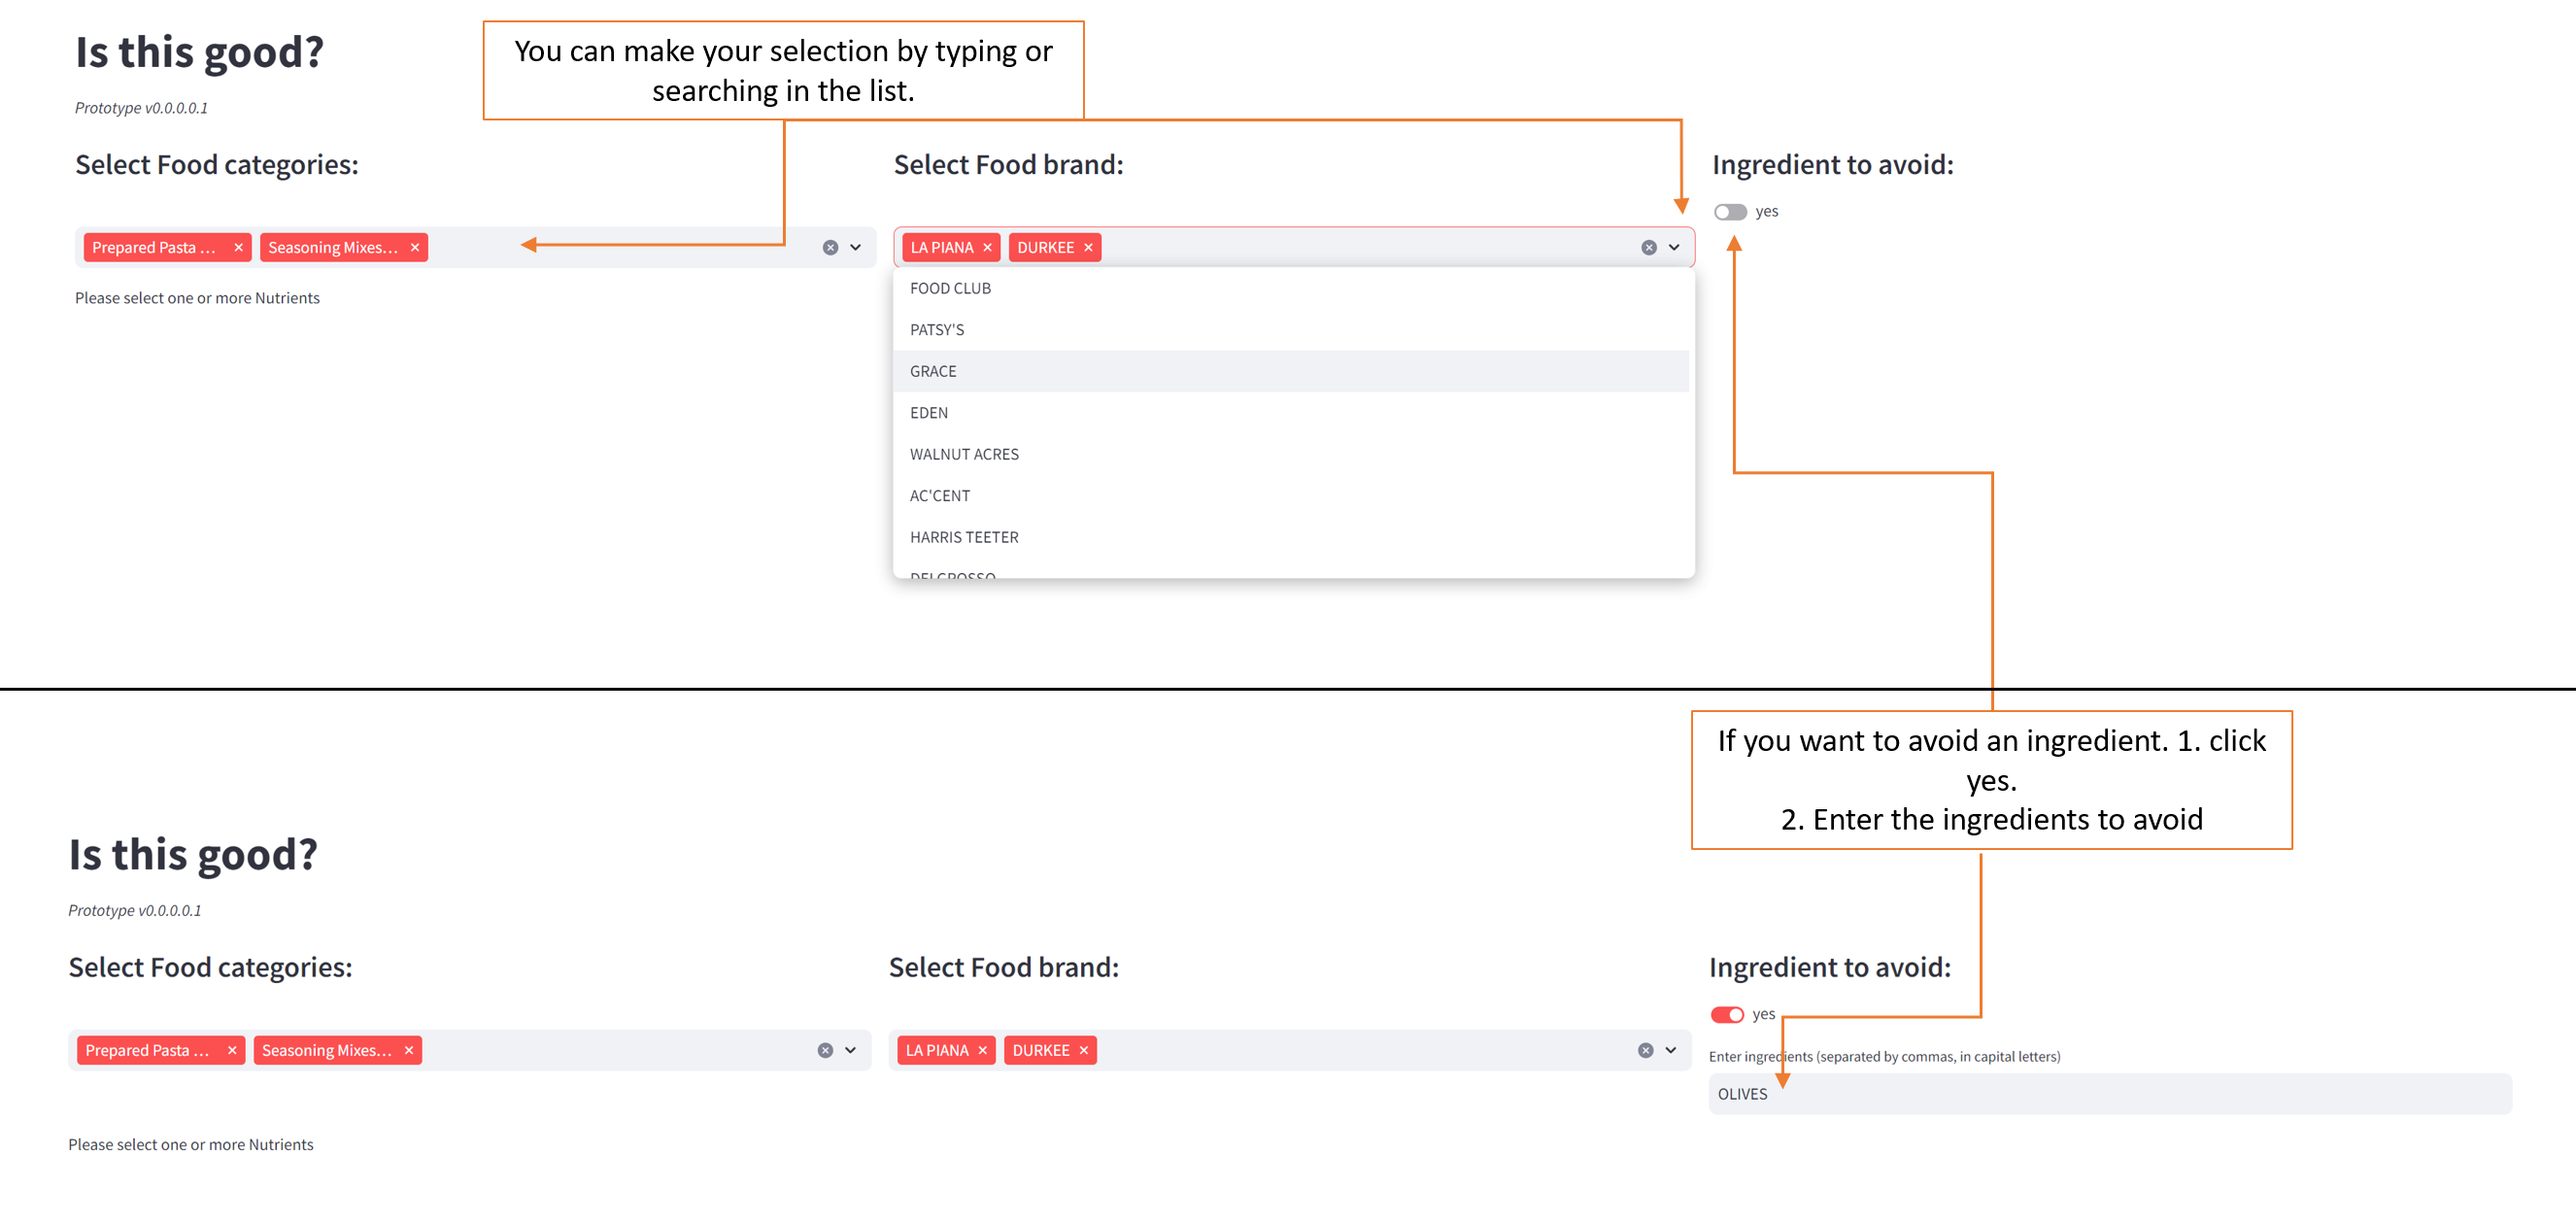 Is this good?
You can make your selection by typing or
searching in the list.
Prototype v0.0.0.0.1
Select Food categories:
Select Food brand:
Ingredient to avoid:
yes
Prepared Pasta ...
Seasoning Mixes...
LA PIANA
DURKEE
Please select one or more Nutrients
FOOD CLUB
PATSY'S
GRACE
EDEN
WALNUT ACRES
AC'CENT
HARRIS TEETER
DELGROSSO
If you want to avoid an ingredient. 1. click
yes.
2. Enter the ingredients to avoid
Is this good?
Prototype v0.0.0.0.1
Select Food categories:
Select Food brand:
Ingredient to avoid:
yes
Prepared Pasta ...
Seasoning Mixes...
LA PIANA
DURKEE
Enter ingredients (separated by commas, in capital letters)
OLIVES
Please select one or more Nutrients